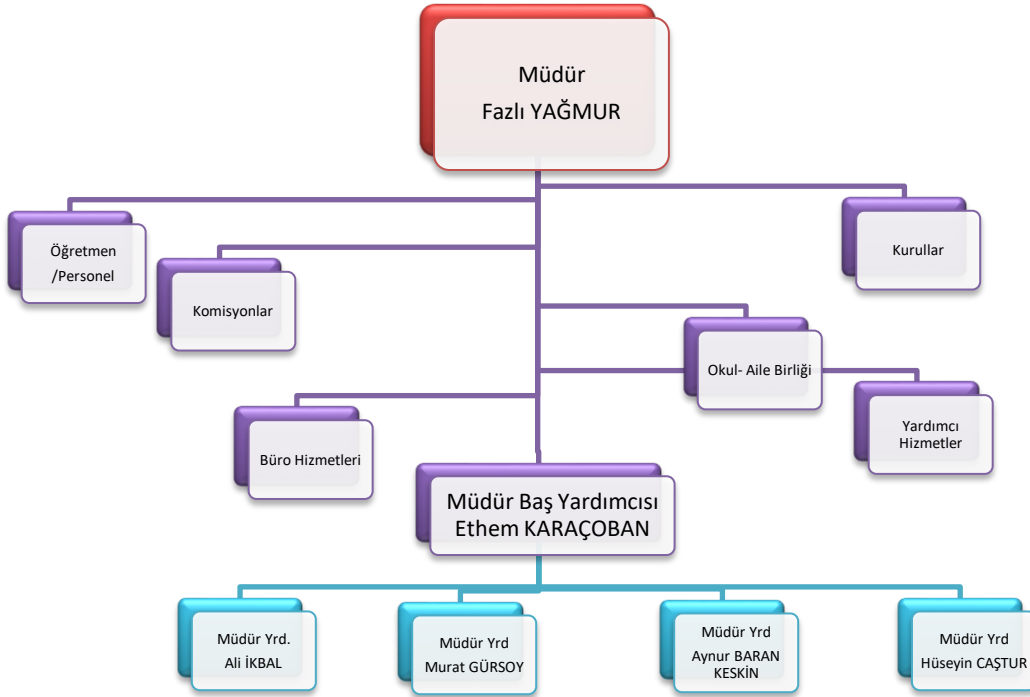 Müdür
Fazlı YAĞMUR
Öğretmen
/Personel
Kurullar
Komisyonlar
Okul- Aile Birliği
Yardımcı
Hizmetler
Büro Hizmetleri
Müdür Baş Yardımcısı
Ethem KARAÇOBAN
Müdür Yrd.
Ali İKBAL
Müdür Yrd
Murat GÜRSOY
Müdür Yrd
Aynur BARAN
KESKİN
Müdür Yrd
Hüseyin CAŞTUR